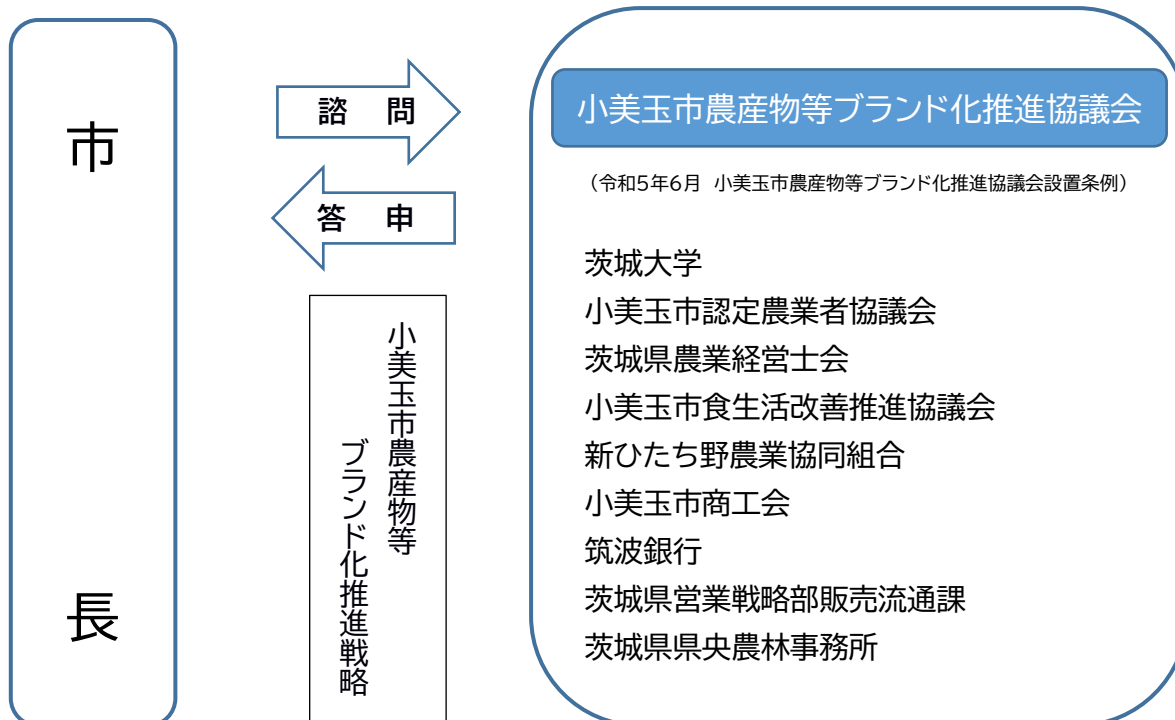 市長
諮問
答申
小美玉市農産物等
ブランド化推進戦略
小美玉市農産物等ブランド化推進協議会
（令和5年6月 小美玉市農産物等ブランド化推進協議会設置条例）
茨城大学
小美玉市認定農業者協議会
茨城県農業経営士会
小美玉市食生活改善推進協議会
新ひたち野農業協同組合
小美玉市商工会
筑波銀行
茨城県営業戦略部販売流通課
茨城県県央農林事務所